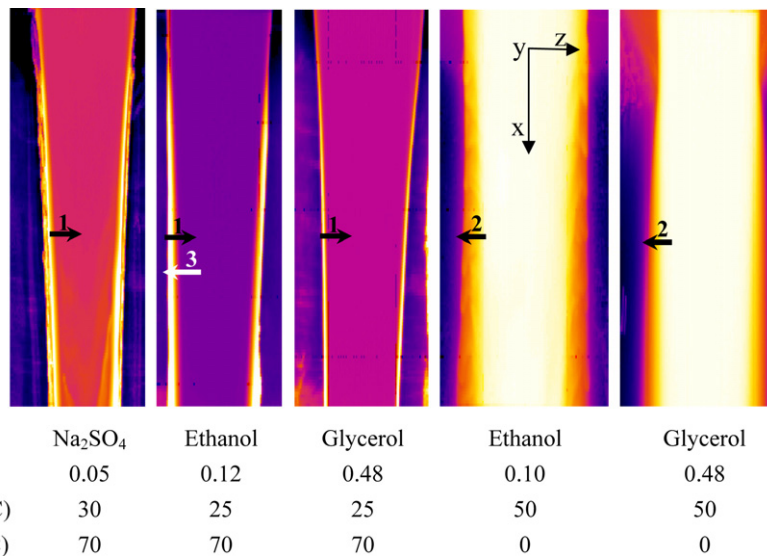 y z
x
1 1 1 2 2
3
Na₂SO₄ Ethanol Glycerol Ethanol Glycerol
0.05 0.12 0.48 0.10 0.48
C) 30 25 25 50 50
) 70 70 70 0 0